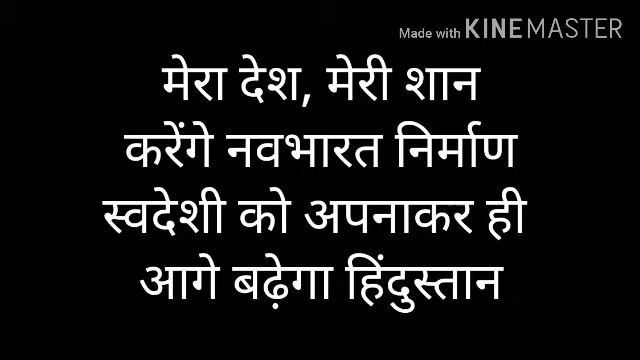 Made with KINEMASTER
मेरा देश, मेरी शान
करेंगे नवभारत निर्माण
स्वदेशी को अपनाकर ही
आगे बढ़ेगा हिंदुस्तान